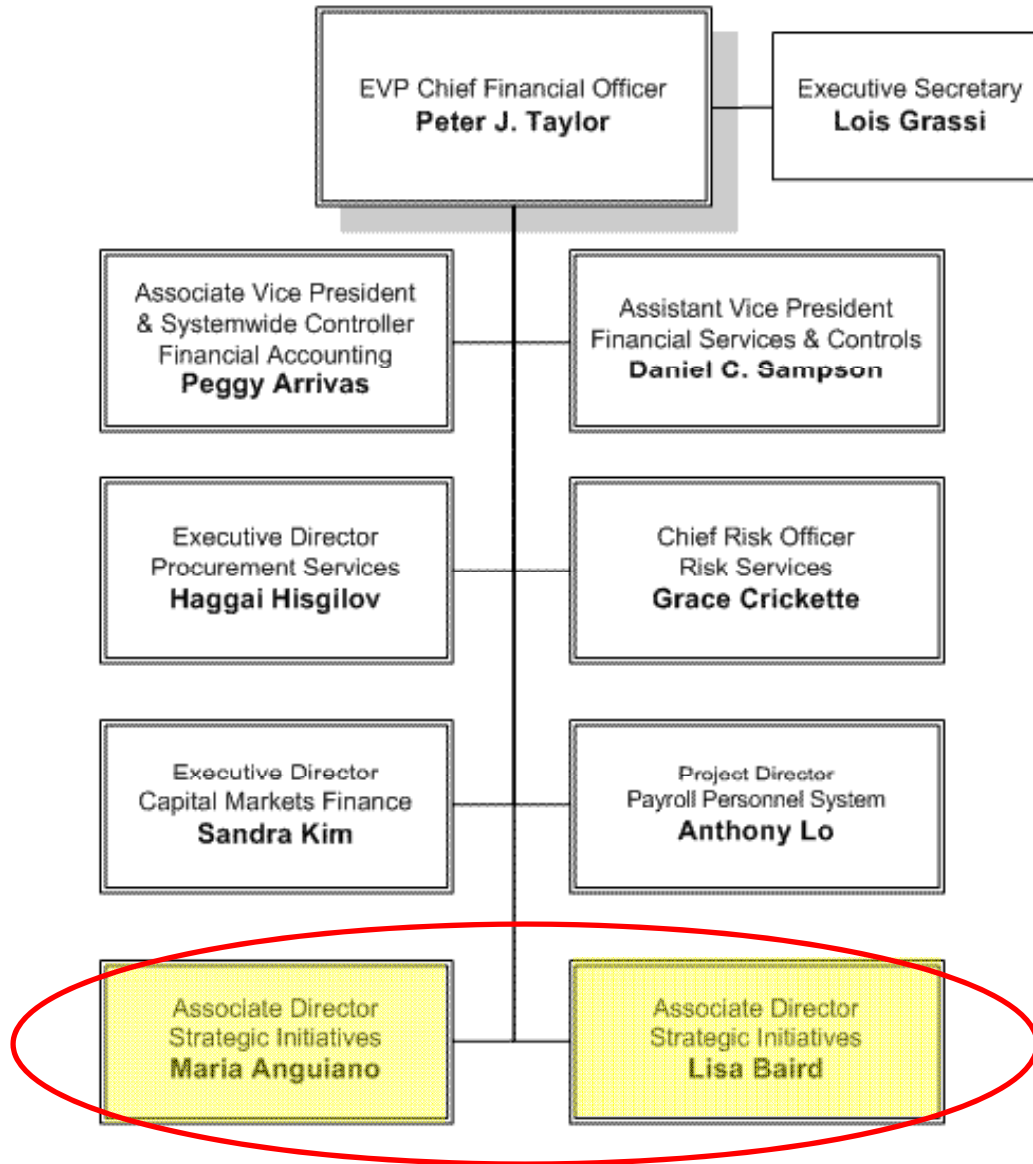 EVP Chief Financial Officer
Peter J. Taylor
Executive Secretary
Lois Grassi
Associate Vice President
& Systemwide Controller
Financial Accounting
Peggy Arrivas
Assistant Vice President
Financial Services & Controls
Daniel C. Sampson
Executive Director
Procurement Services
Haggai Hisgilov
Chief Risk Officer
Risk Services
Grace Crickette
Executive Director
Capital Markets Finance
Sandra Kim
Project Director
Payroll Personnel System
Anthony Lo
Associate Director
Strategic Initiatives
Maria Anguiano
Associate Director
Strategic Initiatives
Lisa Baird